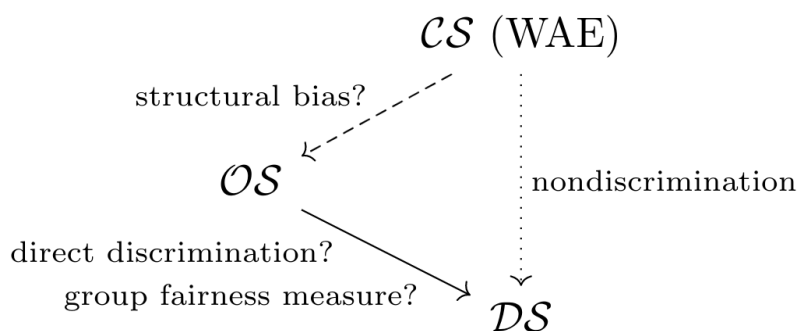 CS (WAE)
structural bias?
OS
nondiscrimination
direct discrimination?
group fairness measure?
DS